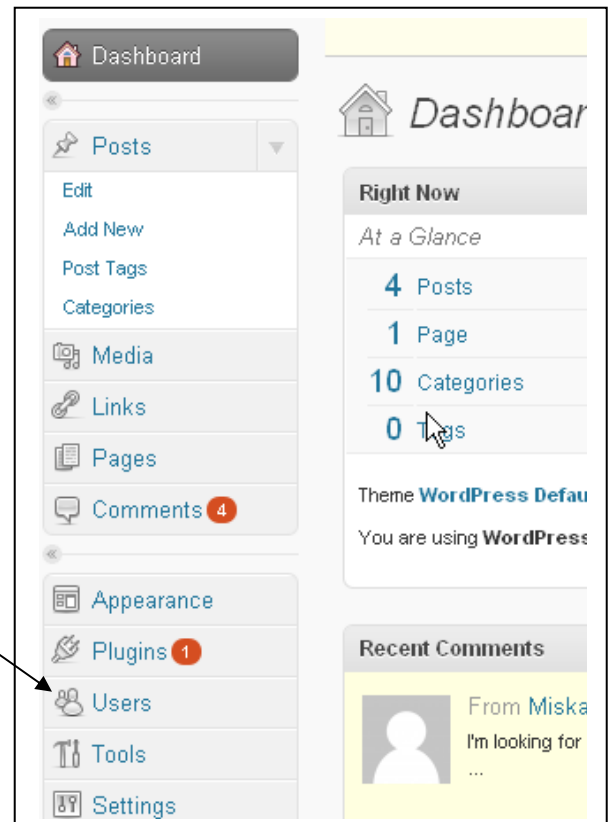 Dashboard
Posts
Edit
Add New
Post Tags
Categories
Media
Links
Pages
Comments 4
Appearance
Plugins 1
Users
Tools
Settings
Dashboar
Right Now
At a Glance
4 Posts
1 Page
10 Categories
0 Tags
Theme WordPress Defau
You are using WordPress
Recent Comments
From Miska
I'm looking for
...